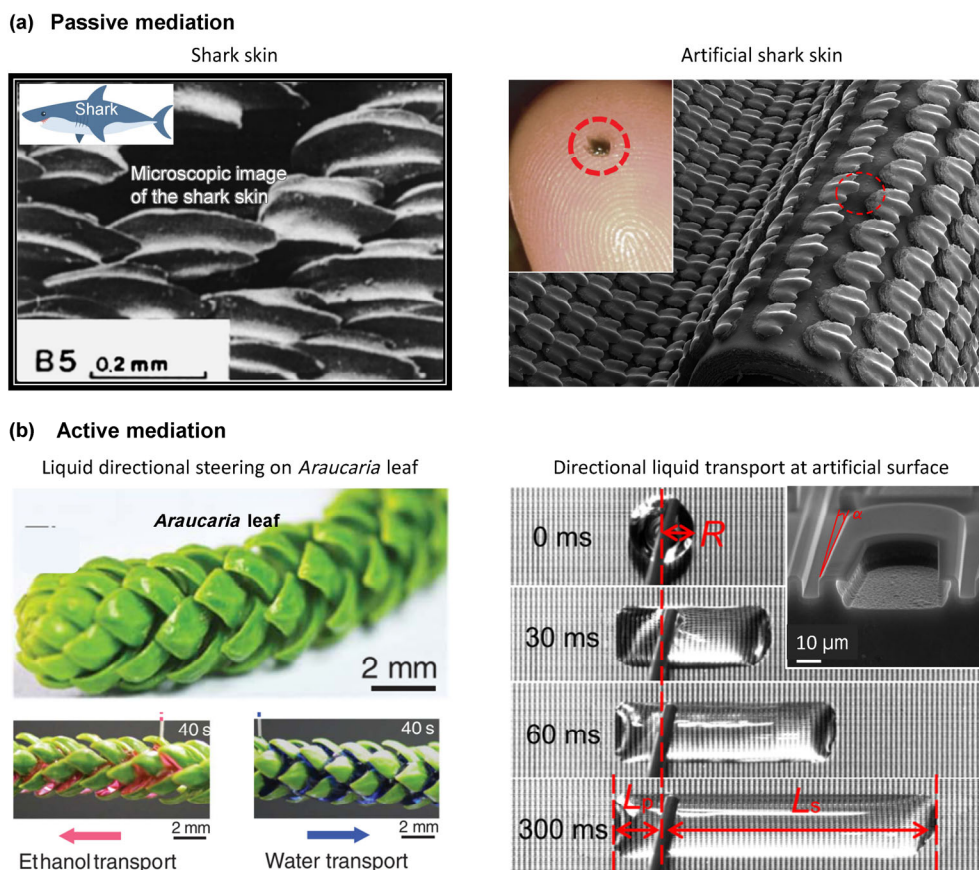 (a) Passive mediation
Shark skin
Artificial shark skin
Shark
Microscopic image
of the shark skin
B5 0.2 mm
(b) Active mediation
Liquid directional steering on Araucaria leaf
Directional liquid transport at artificial surface
Araucaria leaf
2 mm
40 s
2 mm
Ethanol transport
40 s
2 mm
Water transport
0 ms
R
α
10 µm
30 ms
60 ms
300 ms
Lp
Ls